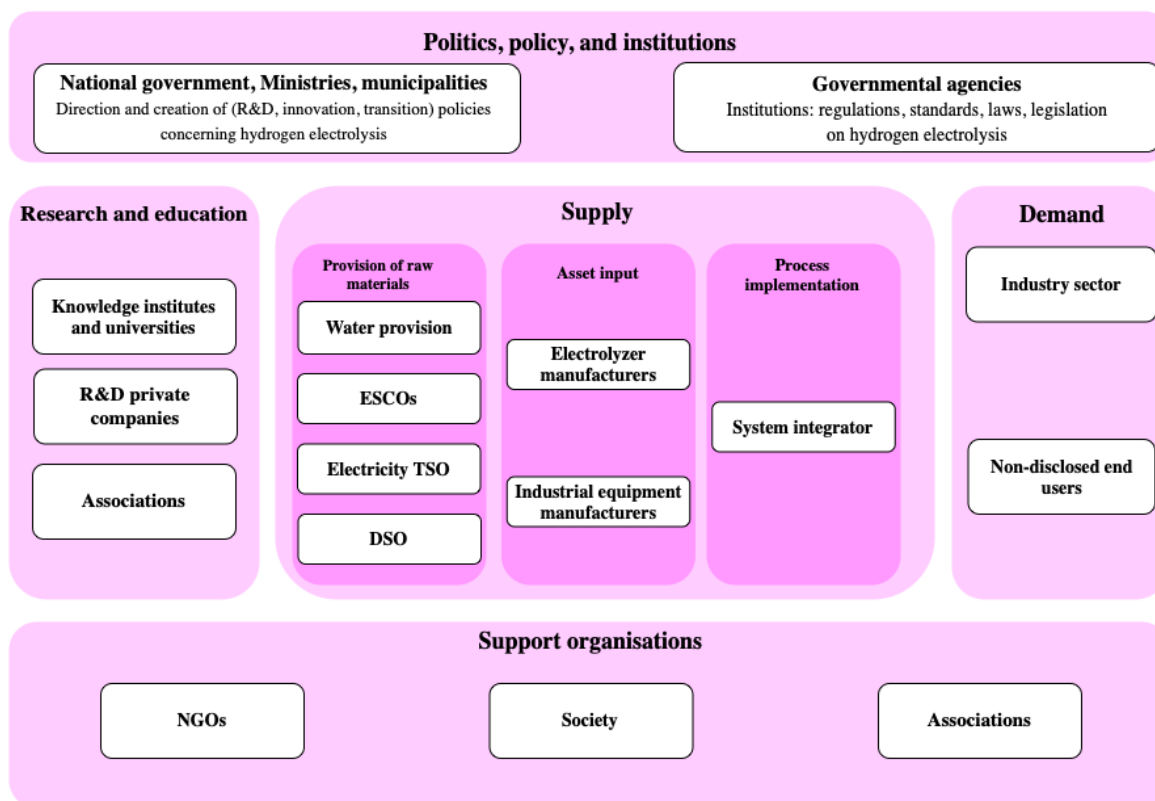 Politics, policy, and institutions
National government, Ministries, municipalities
Direction and creation of (R&D, innovation, transition) policies
concerning hydrogen electrolysis
Governmental agencies
Institutions: regulations, standards, laws, legislation
on hydrogen electrolysis
Research and education
Knowledge institutes
and universities
R&D private
companies
Associations
Supply
Provision of raw
materials
Water provision
ESCOs
Electricity TSO
DSO
Asset input
Electrolyzer
manufacturers
Industrial equipment
manufacturers
Process
implementation
System integrator
Demand
Industry sector
Non-disclosed end
users
Support organisations
NGOs
Society
Associations